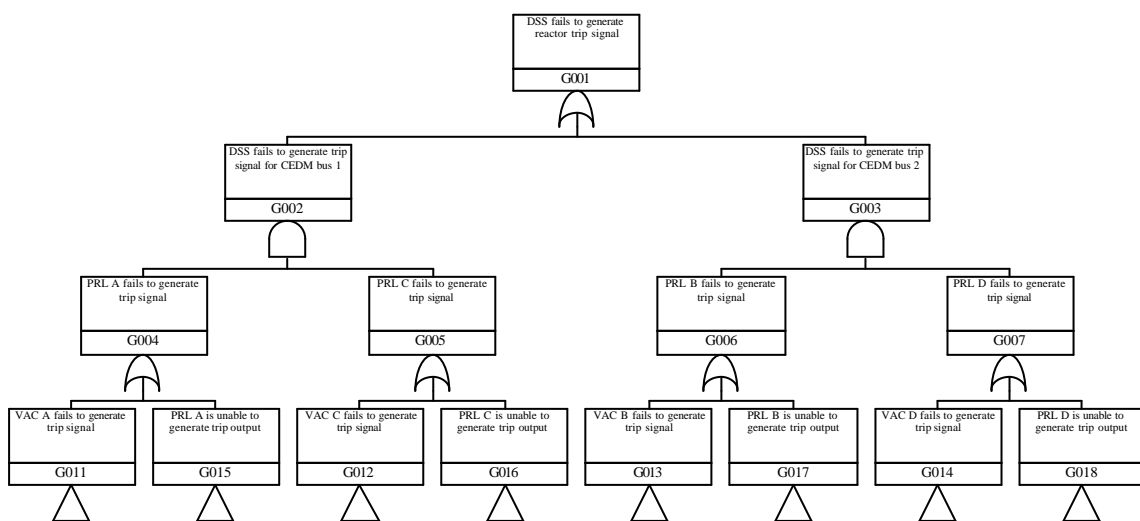 DSS fails to generate
reactor trip signal
G001
DSS fails to generate trip
signal for CEDM bus 1
G002
DSS fails to generate trip
signal for CEDM bus 2
G003
PRL A fails to generate
trip signal
G004
PRL C fails to generate
trip signal
G005
PRL B fails to generate
trip signal
G006
PRL D fails to generate
trip signal
G007
VAC A fails to generate
trip signal
G011
PRL A is unable to
generate trip output
G015
VAC C fails to generate
trip signal
G012
PRL C is unable to
generate trip output
G016
VAC B fails to generate
trip signal
G013
PRL B is unable to
generate trip output
G017
VAC D fails to generate
trip signal
G014
PRL D is unable to
generate trip output
G018